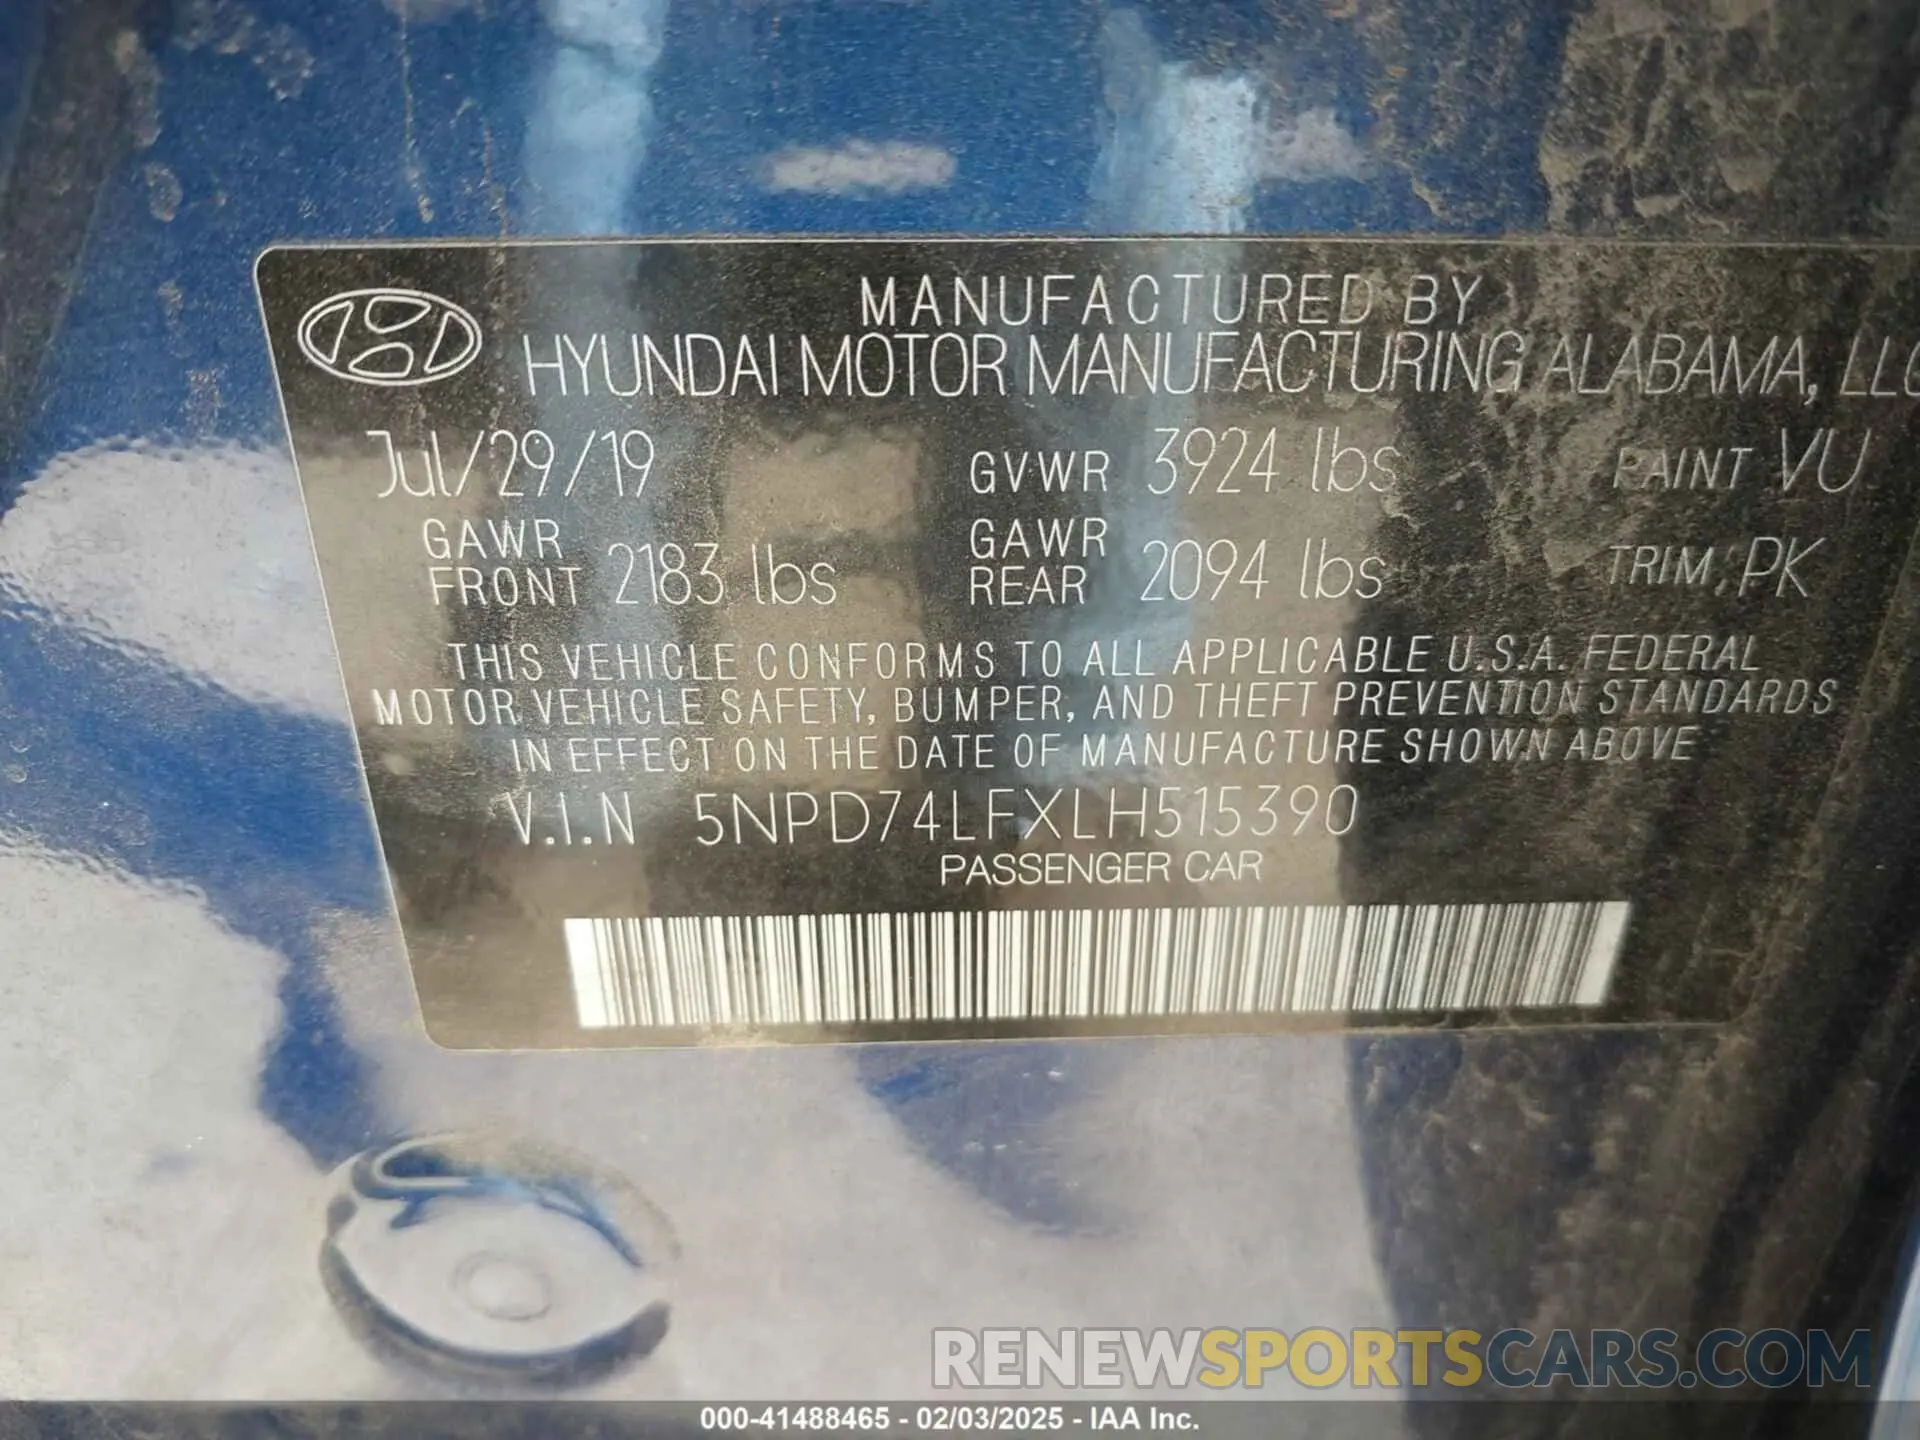 MANUFACTURED BY
HYUNDAI MOTOR MANUFACTURING ALABAMA, LLC
Jul/29/19 GVWR 3924 lbs PAINT VU
GAWR FRONT 2183 lbs GAWR REAR 2094 lbs TRIM; PK
THIS VEHICLE CONFORMS TO ALL APPLICABLE U.S.A. FEDERAL
MOTOR VEHICLE SAFETY, BUMPER, AND THEFT PREVENTION STANDARDS
IN EFFECT ON THE DATE OF MANUFACTURE SHOWN ABOVE
V.I.N 5NPD74LFXLH515390
PASSENGER CAR
RENEWSPORTSCARS.COM
000-41488465 - 02/03/2025 - IAA Inc.